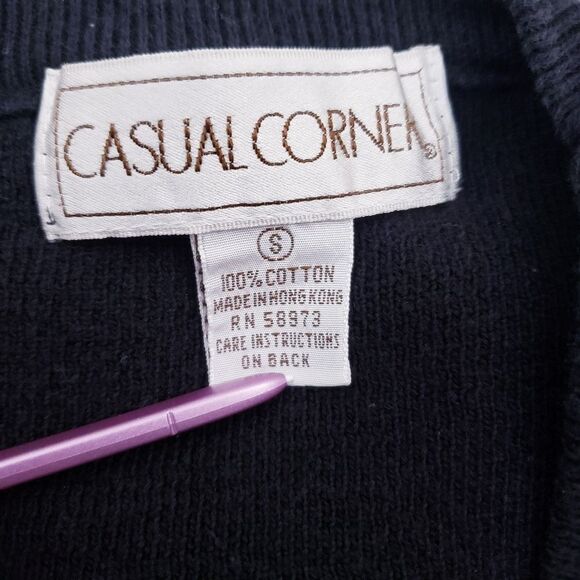 CASUAL CORNER®
S
100% COTTON
MADE IN HONG KONG
RN 58973
CARE INSTRUCTIONS
ON BACK